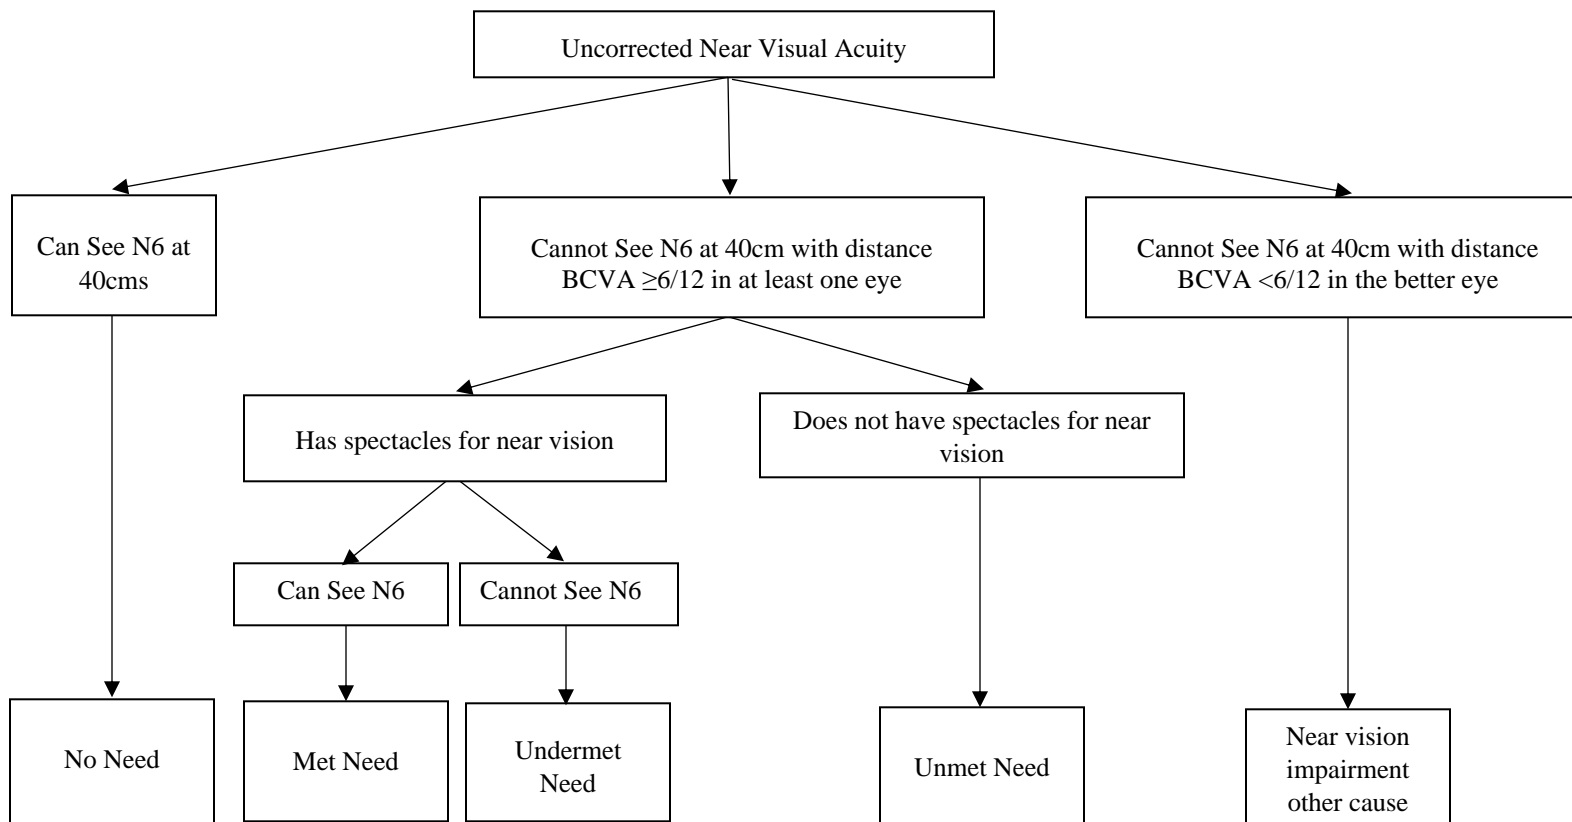 Uncorrected Near Visual Acuity
Can See N6 at
40cms
Cannot See N6 at 40cm with distance
BCVA ≥6/12 in at least one eye
Cannot See N6 at 40cm with distance
BCVA <6/12 in the better eye
Has spectacles for near vision
Does not have spectacles for near
vision
Can See N6
Cannot See N6
No Need
Met Need
Undermet
Need
Unmet Need
Near vision
impairment
other cause